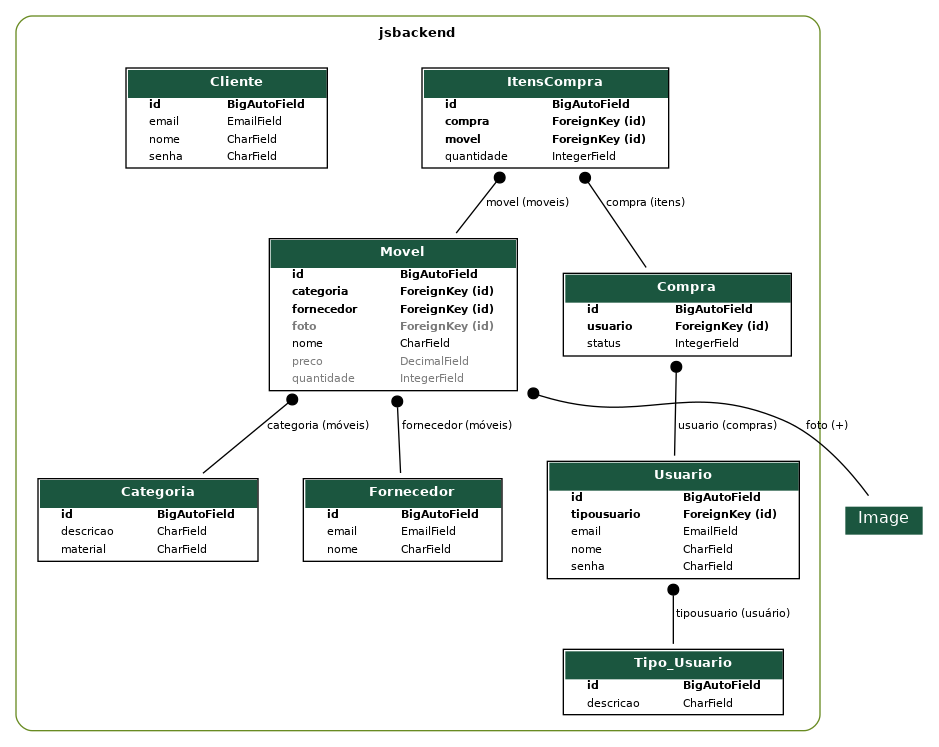 jsbackend
Cliente
id BigAutoField
email EmailField
nome CharField
senha CharField
ItensCompra
id BigAutoField
compra ForeignKey (id)
movel ForeignKey (id)
quantidade IntegerField
movel (moveis)
compra (itens)
Movel
id BigAutoField
categoria ForeignKey (id)
fornecedor ForeignKey (id)
foto ForeignKey (id)
nome CharField
preco DecimalField
quantidade IntegerField
Compra
id BigAutoField
usuario ForeignKey (id)
status IntegerField
categoria (móveis)
fornecedor (móveis)
usuario (compras)
foto (+)
Categoria
id BigAutoField
descricao CharField
material CharField
Fornecedor
id BigAutoField
email EmailField
nome CharField
Usuario
id BigAutoField
tipousuario ForeignKey (id)
email EmailField
nome CharField
senha CharField
Image
tipousuario (usuário)
Tipo_Usuario
id BigAutoField
descricao CharField